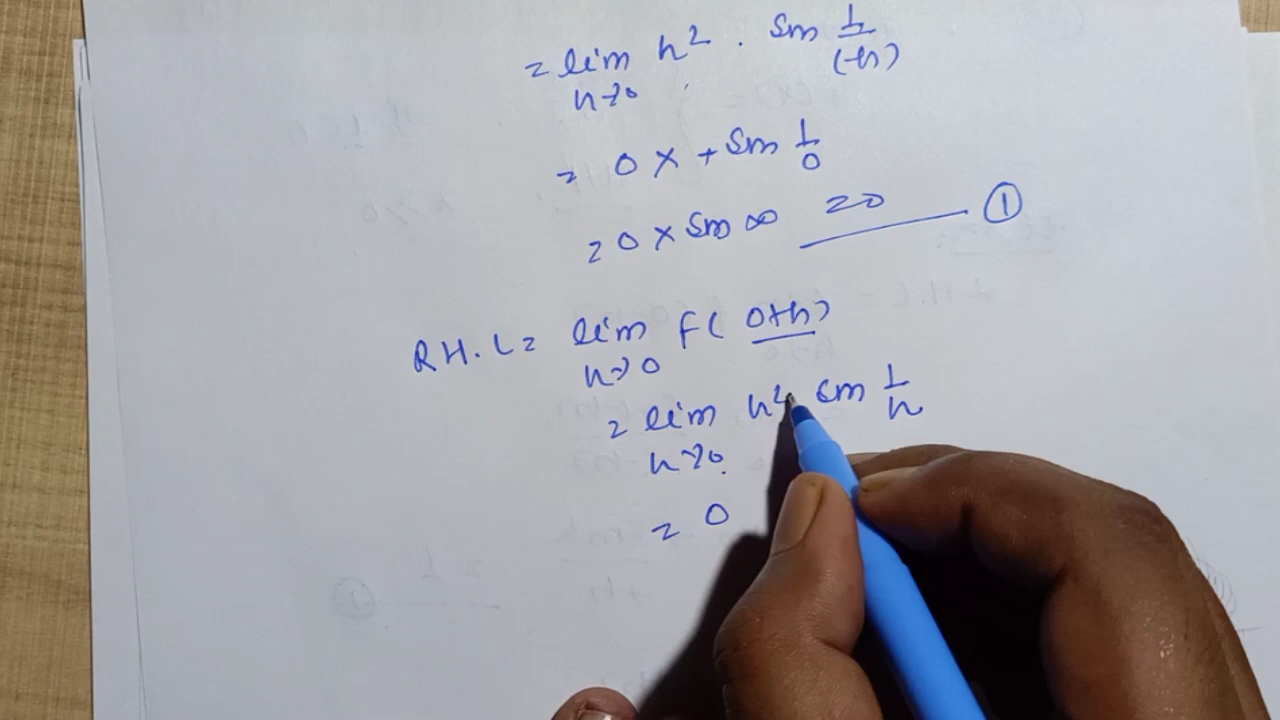 = lim h² . Sin 1/(-h)
h→0
= 0 × + Sin 1/0
= 0 × Sin ∞ = 0 ①
R.H.L = lim f( 0+h)
h→0
= lim h² Sin 1/h
h→0
= 0